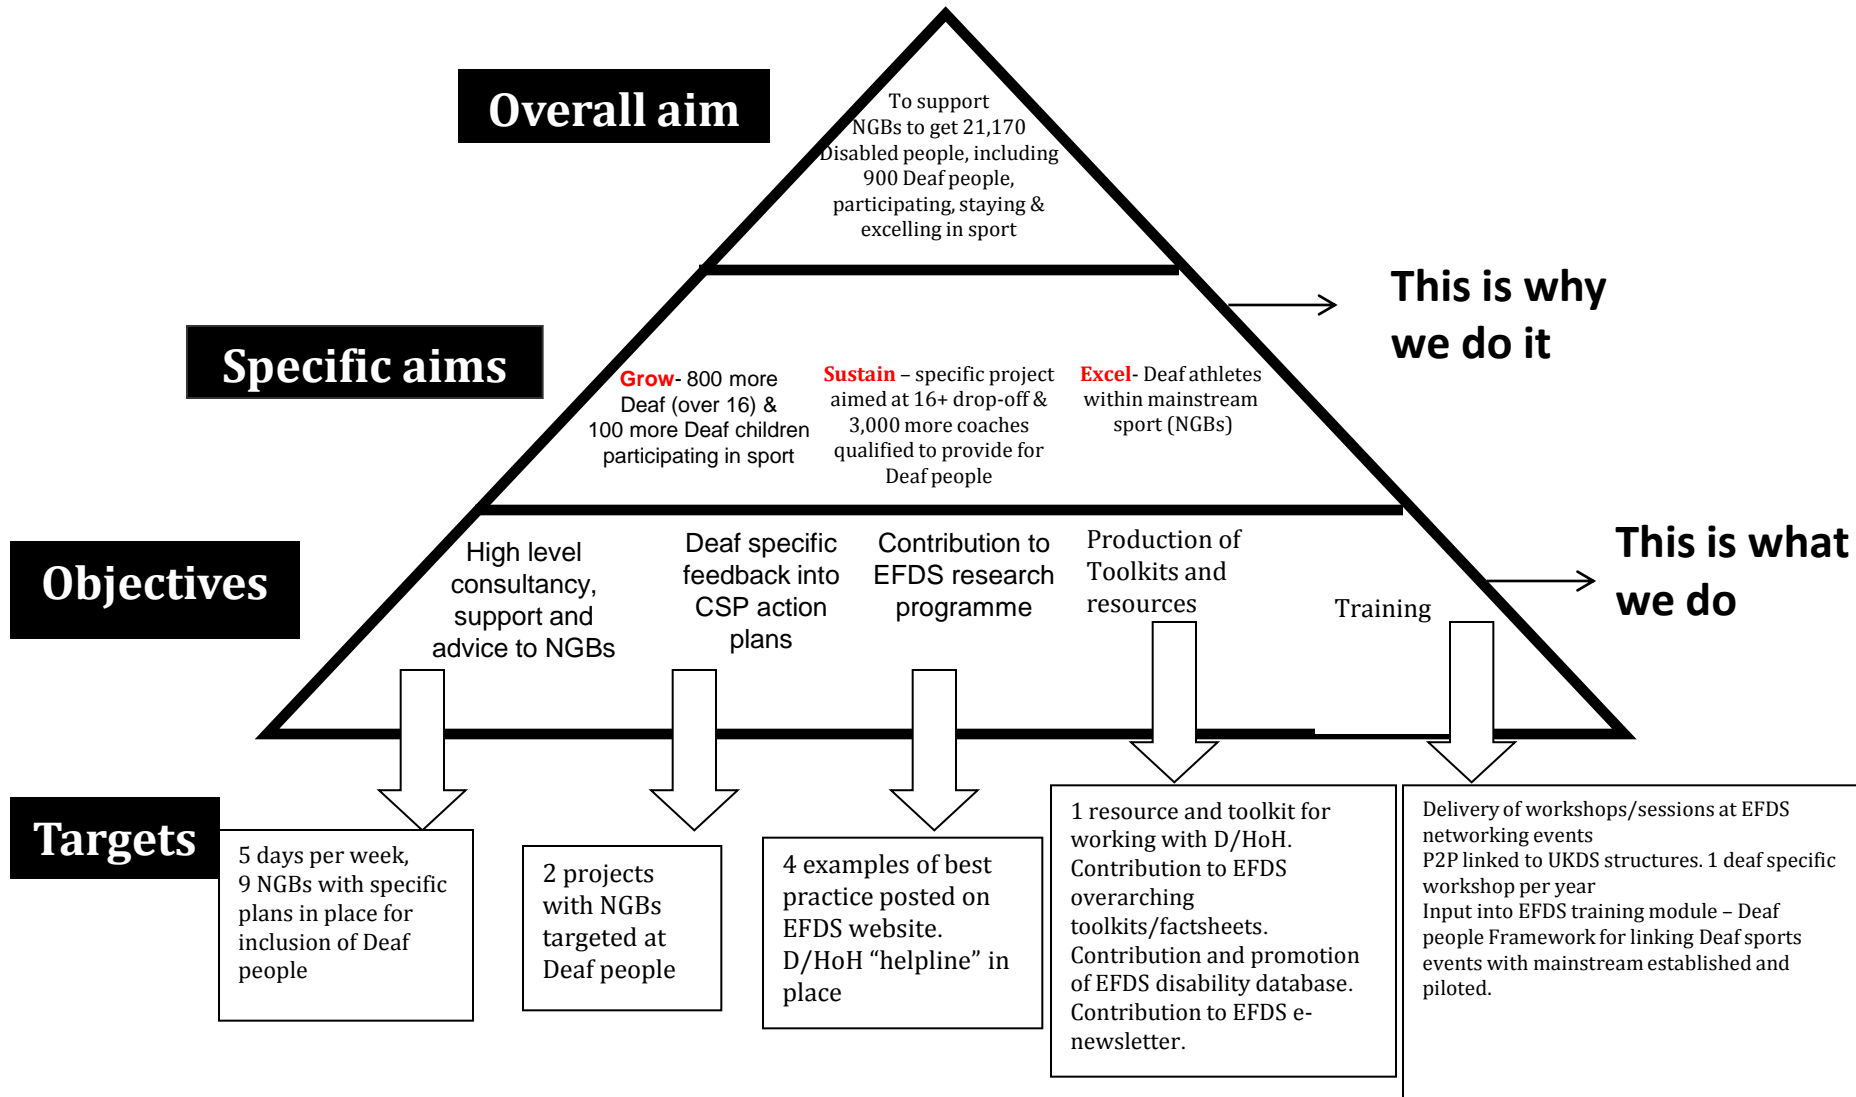 Overall aim
To support
NGBs to get 21,170
Disabled people, including
900 Deaf people,
participating, staying &
excelling in sport
This is why
we do it
Specific aims
Grow- 800 more
Deaf (over 16) &
100 more Deaf children
participating in sport
Sustain – specific project
aimed at 16+ drop-off &
3,000 more coaches
qualified to provide for
Deaf people
Excel- Deaf athletes
within mainstream
sport (NGBs)
Objectives
High level
consultancy,
support and
advice to NGBs
Deaf specific
feedback into
CSP action
plans
Contribution to
EFDS research
programme
Production of
Toolkits and
resources
Training
This is what
we do
Targets
5 days per week,
9 NGBs with specific
plans in place for
inclusion of Deaf
people
2 projects
with NGBs
targeted at
Deaf people
4 examples of best
practice posted on
EFDS website.
D/HoH “helpline” in
place
1 resource and toolkit for
working with D/HoH.
Contribution to EFDS
overarching
toolkits/factsheets.
Contribution and promotion
of EFDS disability database.
Contribution to EFDS e-
newsletter.
Delivery of workshops/sessions at EFDS
networking events
P2P linked to UKDS structures. 1 deaf specific
workshop per year
Input into EFDS training module – Deaf
people Framework for linking Deaf sports
events with mainstream established and
piloted.